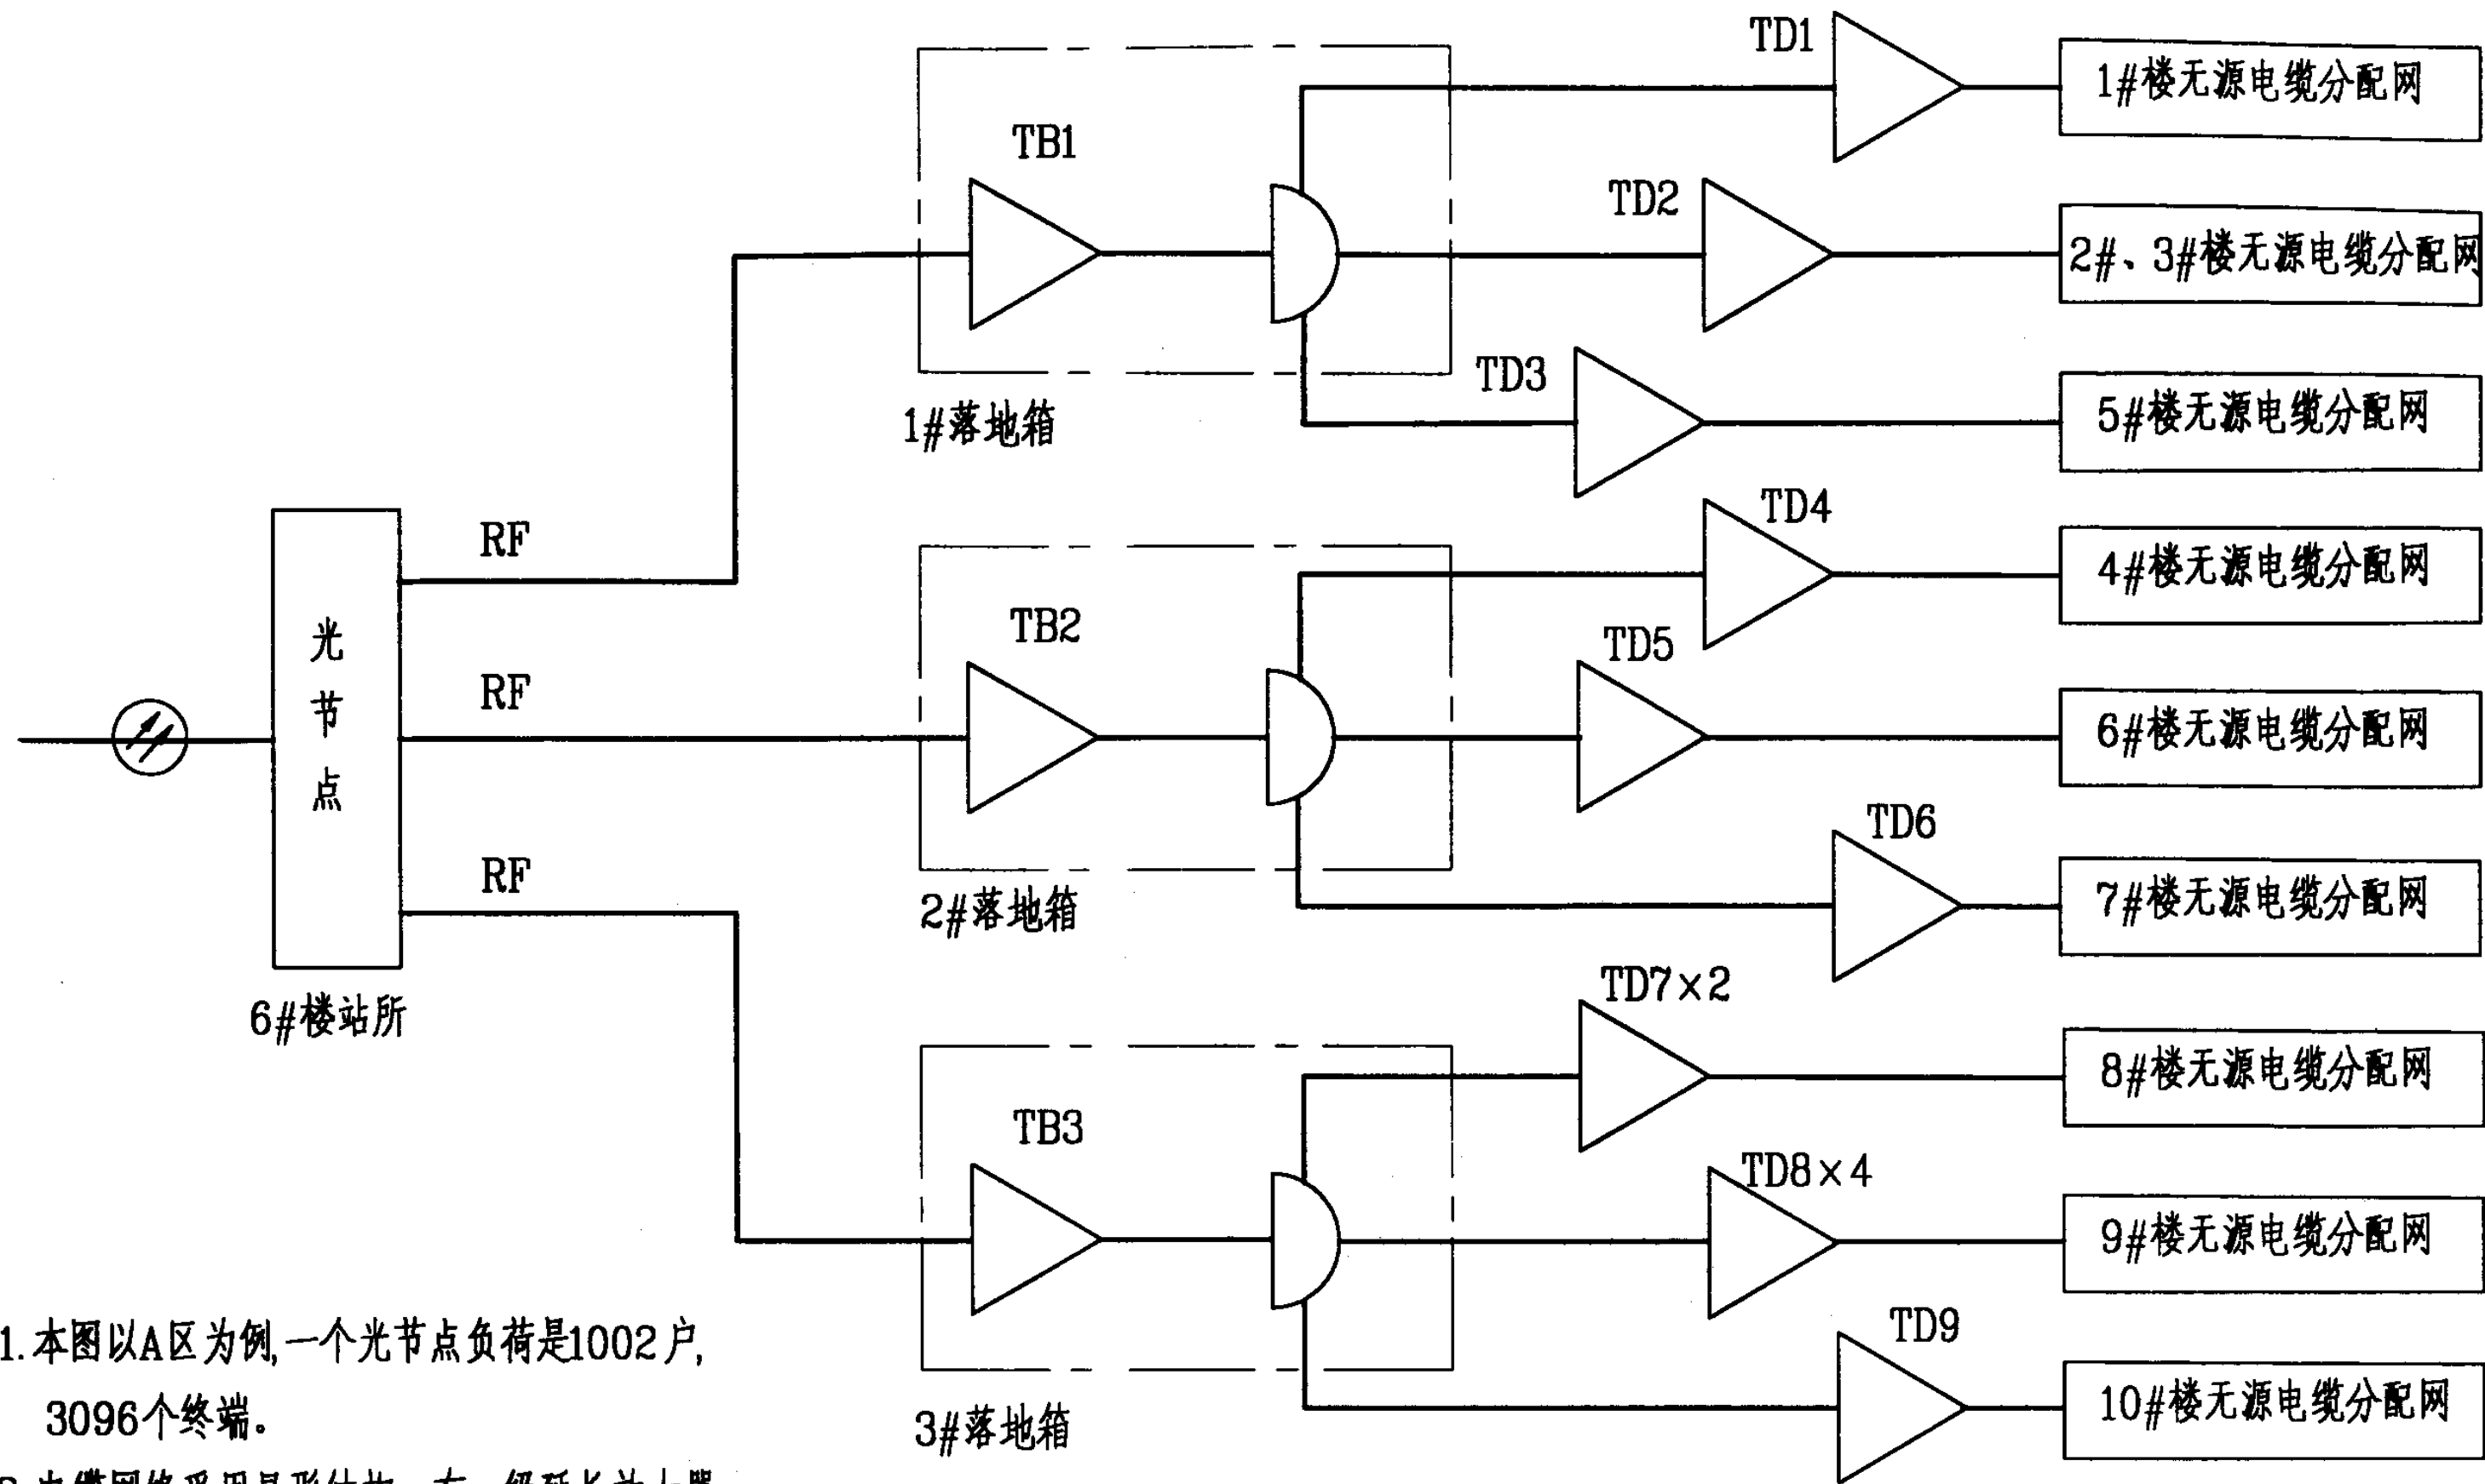 TD1
1#楼无源电缆分配网
TB1
TD2
2#、3#楼无源电缆分配网
TD3
5#楼无源电缆分配网
1#落地箱
RF
TD4
4#楼无源电缆分配网
TB2
TD5
光节点
RF
6#楼无源电缆分配网
TD6
RF
7#楼无源电缆分配网
2#落地箱
TD7×2
6#楼站所
8#楼无源电缆分配网
TB3
TD8×4
9#楼无源电缆分配网
TD9
1.本图以A区为例,一个光节点负荷是1002户,
3096个终端。
10#楼无源电缆分配网
3#落地箱